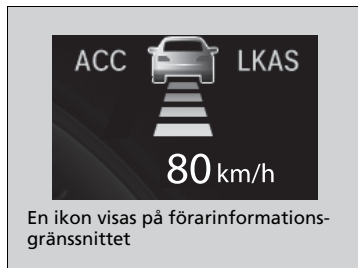 ACC LKAS
80 km/h
En ikon visas på förarinformations-
gränssnittet